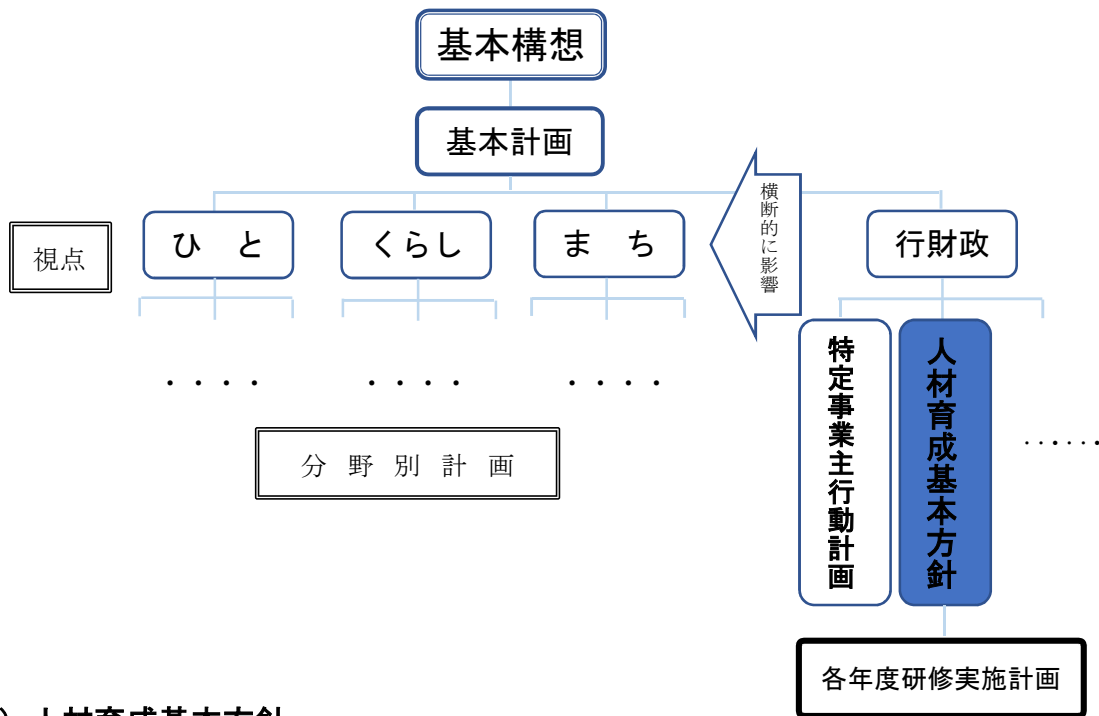 基本構想
基本計画
横断的に影響
視点
ひ と
くらし
ま ち
行財政
・・・・
・・・・
・・・・
特定事業主行動計画
人材育成基本方針
・・・・・・
分 野 別 計 画
各年度研修実施計画